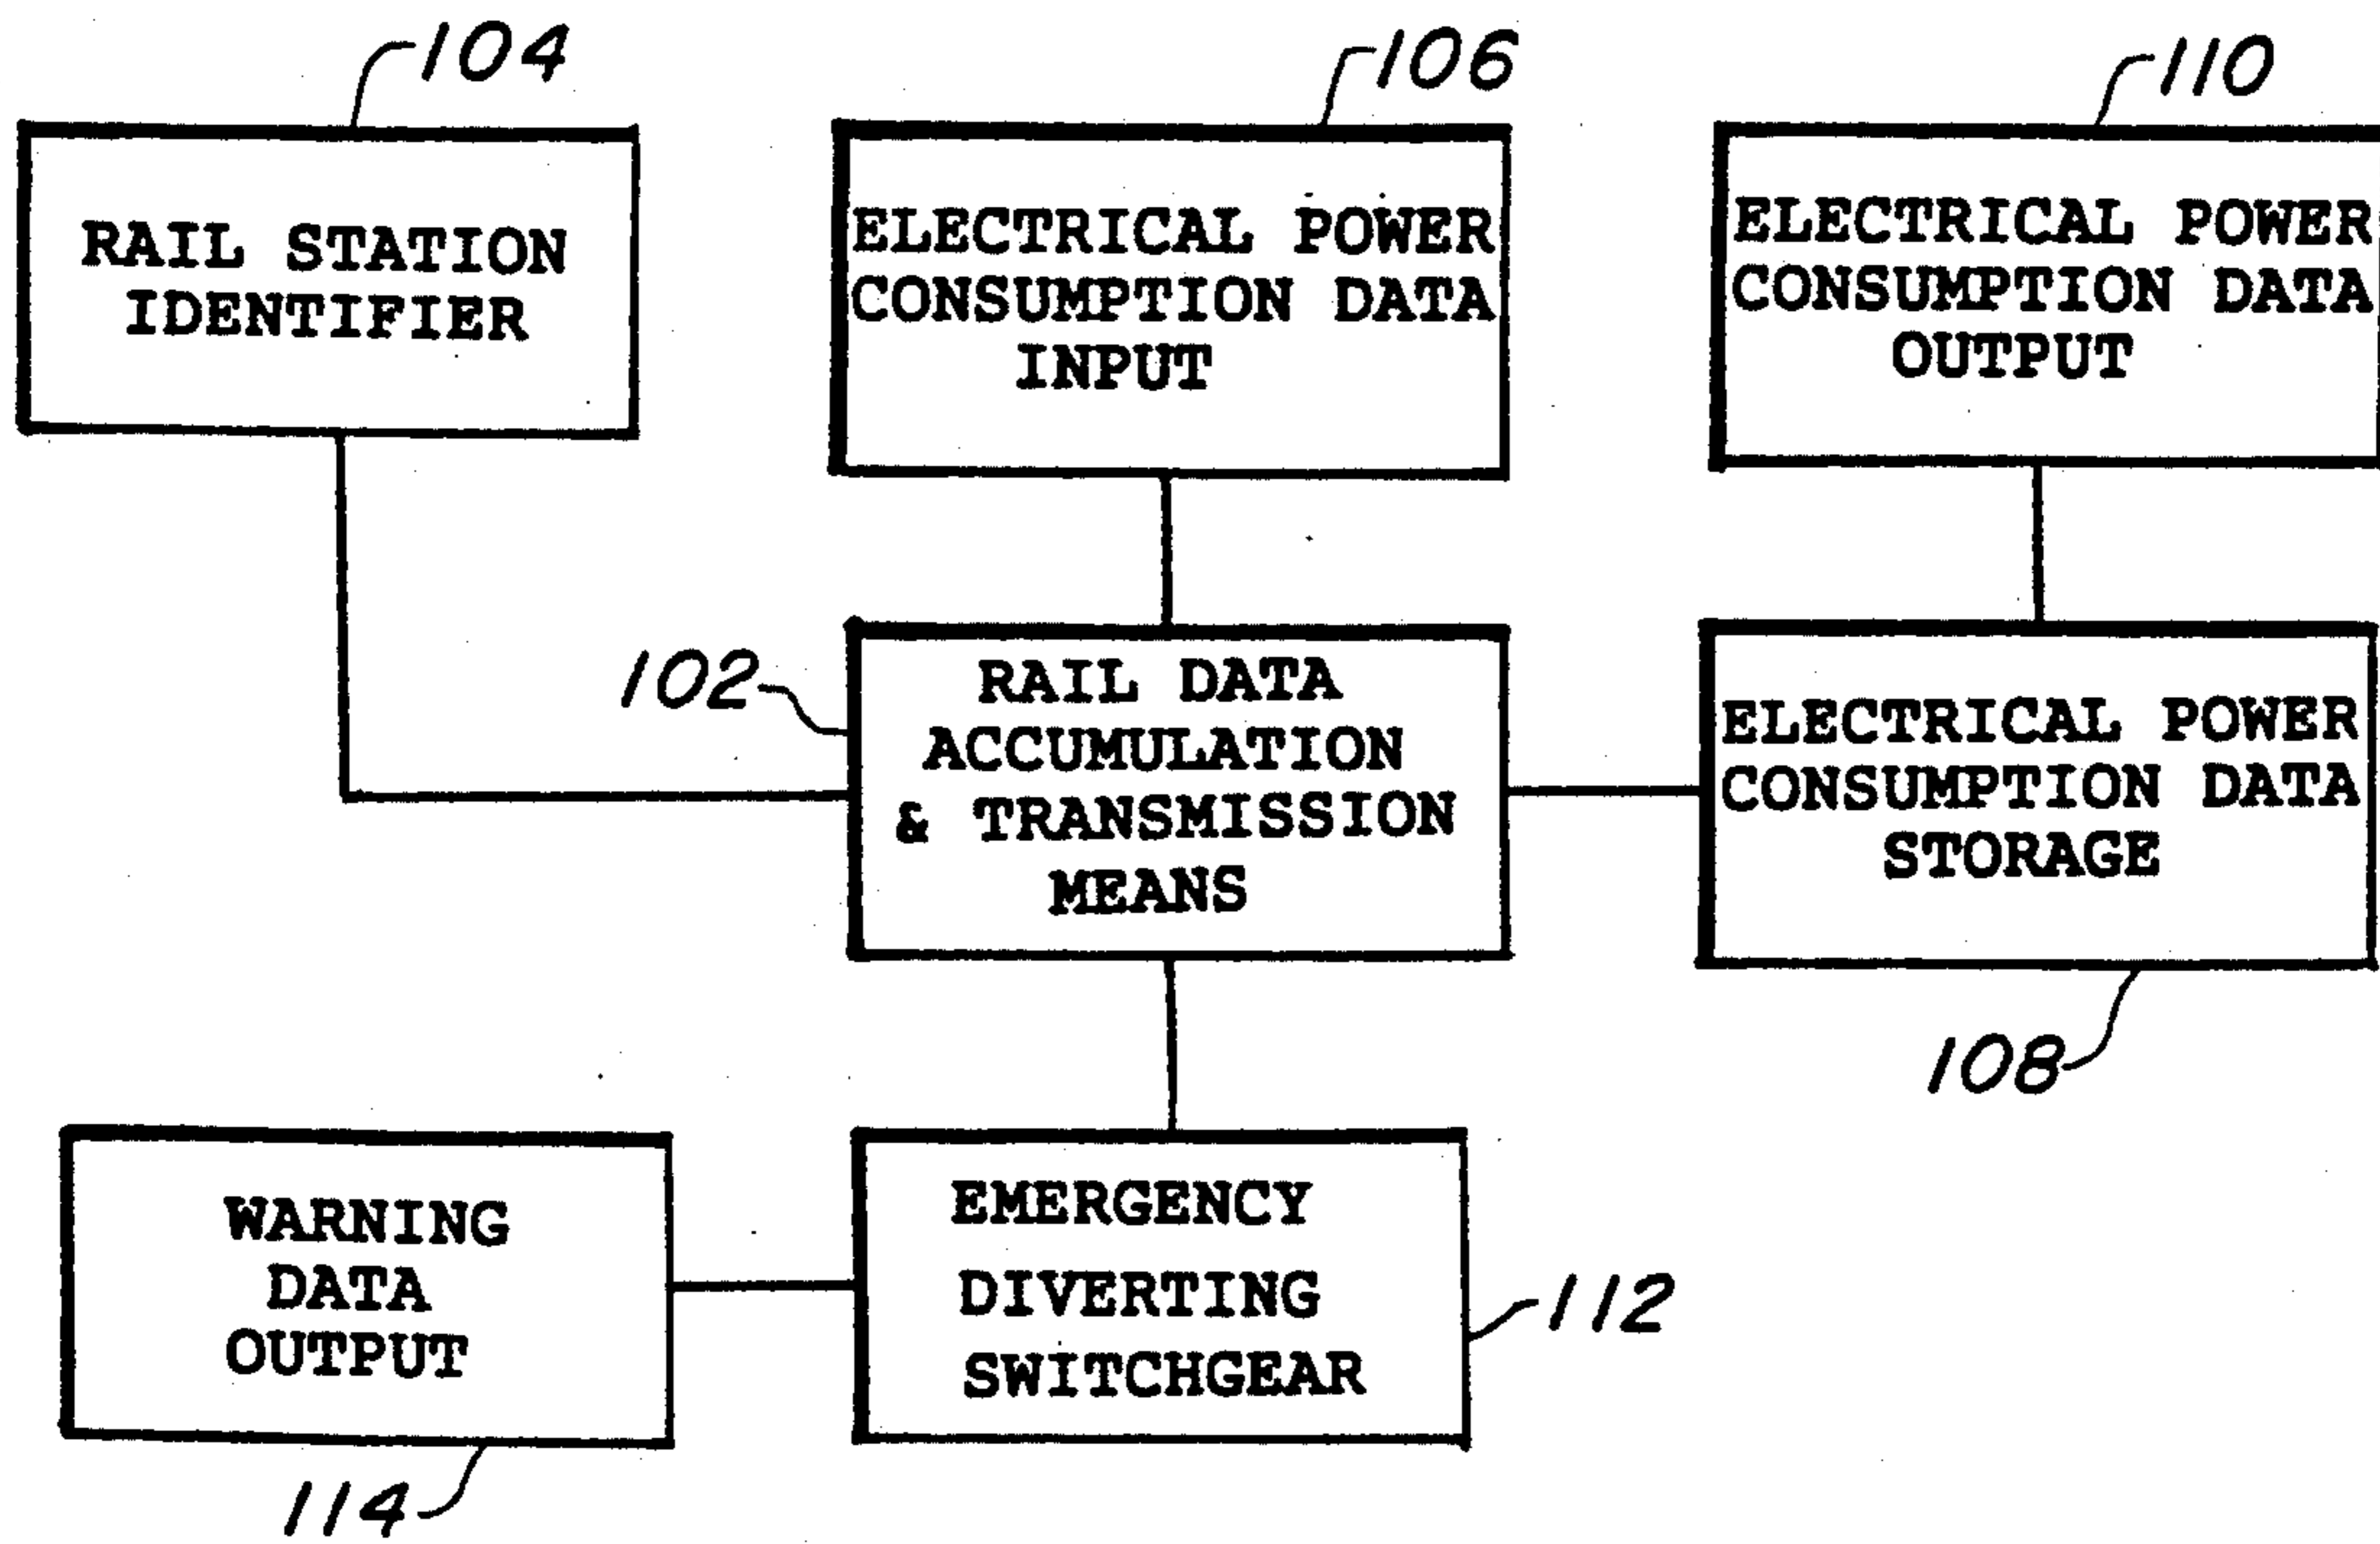 104
RAIL STATION
IDENTIFIER
106
ELECTRICAL POWER
CONSUMPTION DATA
INPUT
110
ELECTRICAL POWER
CONSUMPTION DATA
OUTPUT
102
RAIL DATA
ACCUMULATION
& TRANSMISSION
MEANS
ELECTRICAL POWER
CONSUMPTION DATA
STORAGE
108
WARNING
DATA
OUTPUT
114
EMERGENCY
DIVERTING
SWITCHGEAR
112